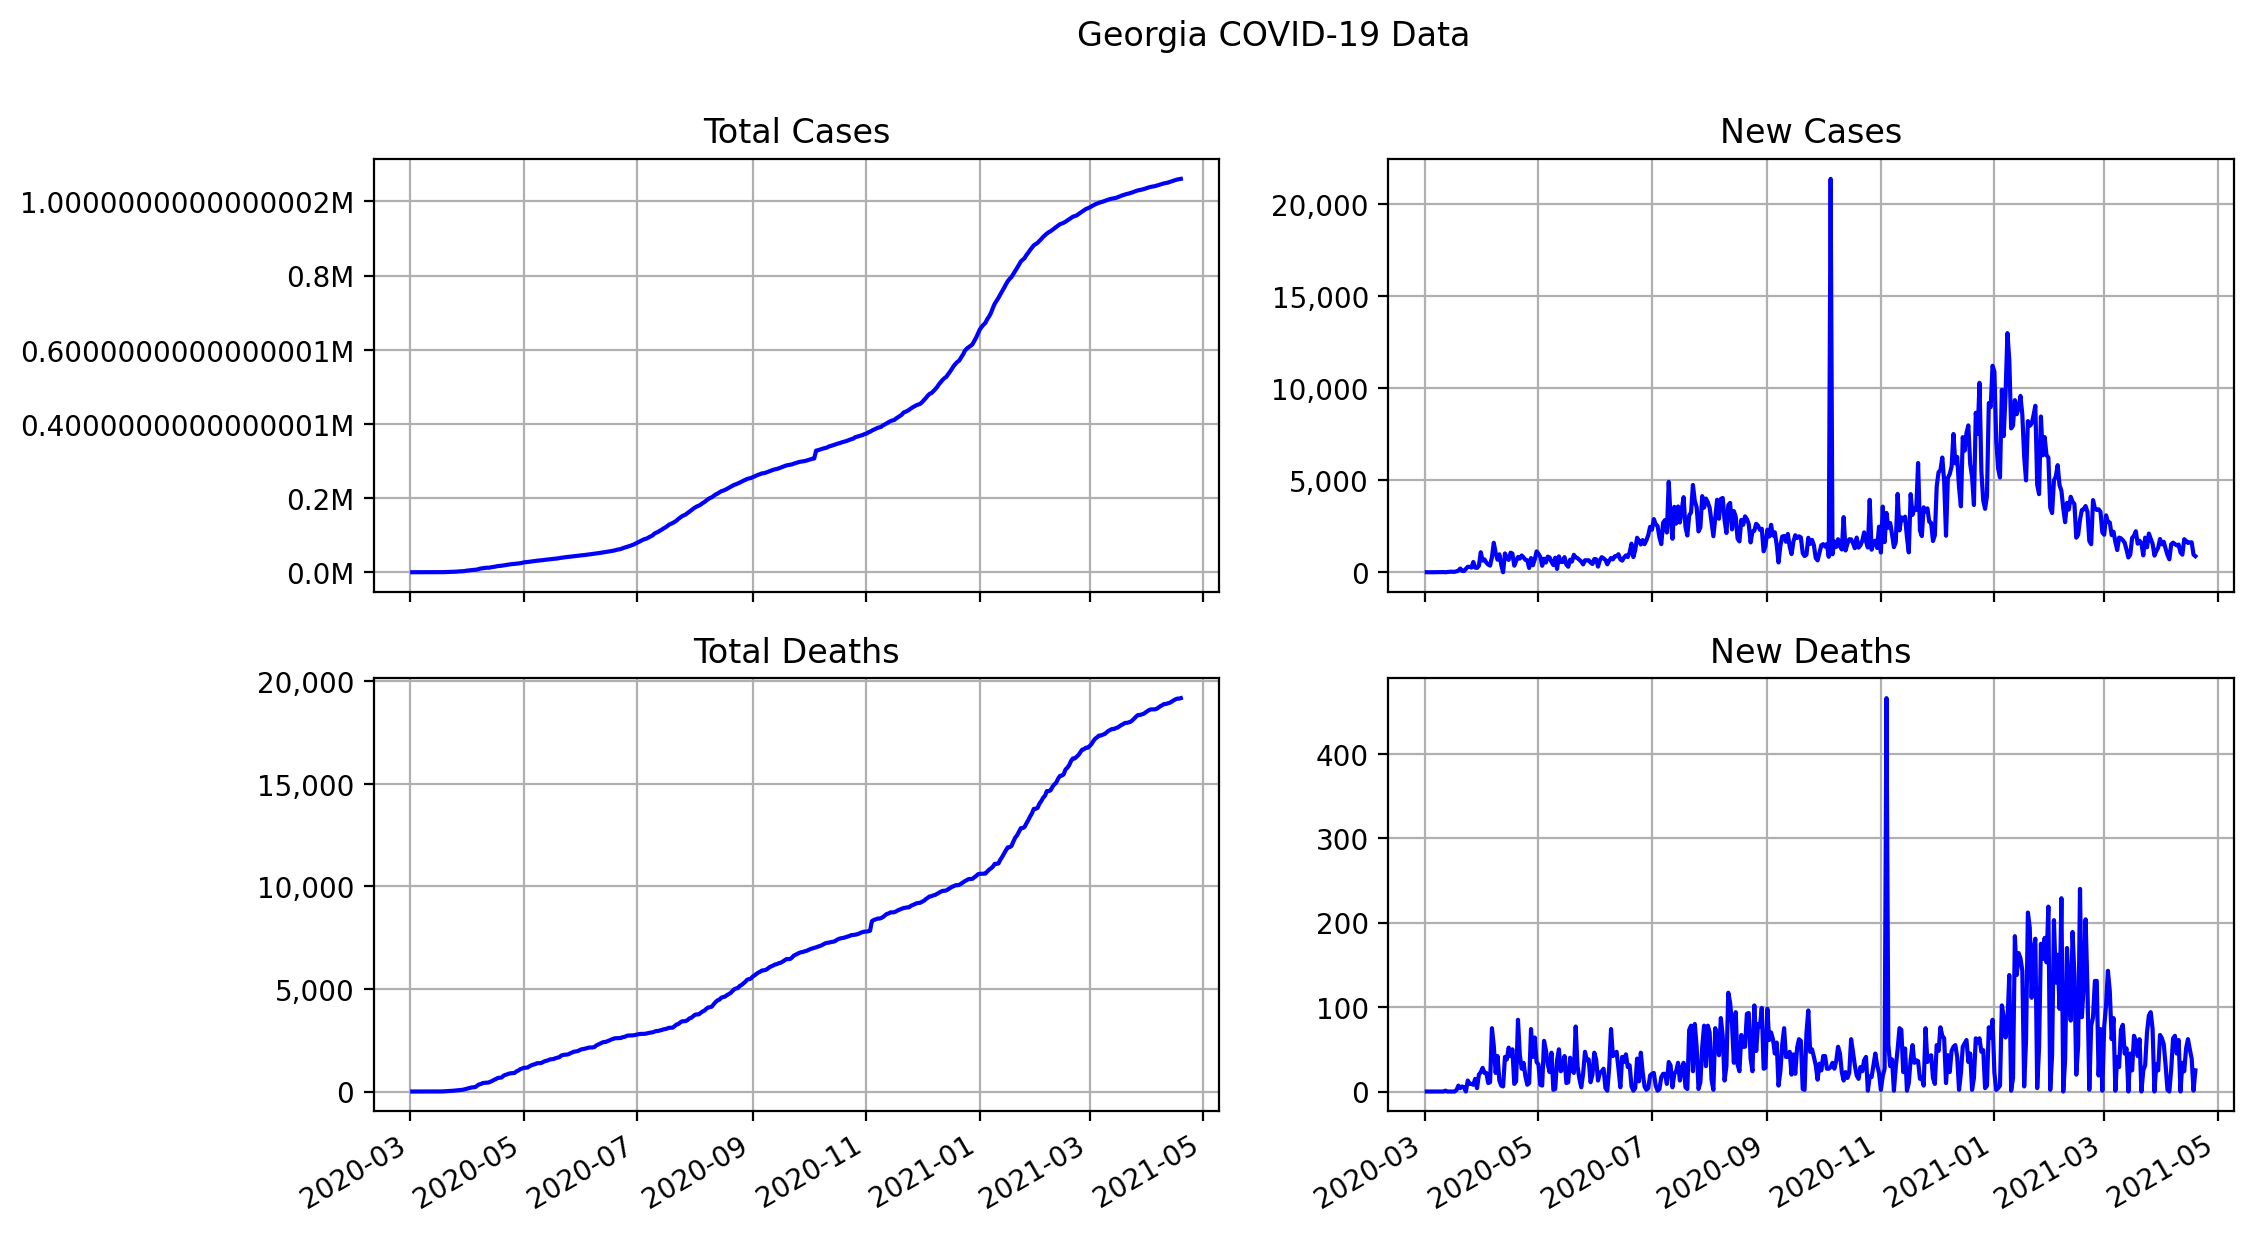 Georgia COVID-19 Data
Total Cases
1.0000000000000002M
0.8M
0.6000000000000001M
0.4000000000000001M
0.2M
0.0M
New Cases
20,000
15,000
10,000
5,000
0
Total Deaths
20,000
15,000
10,000
5,000
0
2020-03
2020-05
2020-07
2020-09
2020-11
2021-01
2021-03
2021-05
New Deaths
400
300
200
100
0
2020-03
2020-05
2020-07
2020-09
2020-11
2021-01
2021-03
2021-05